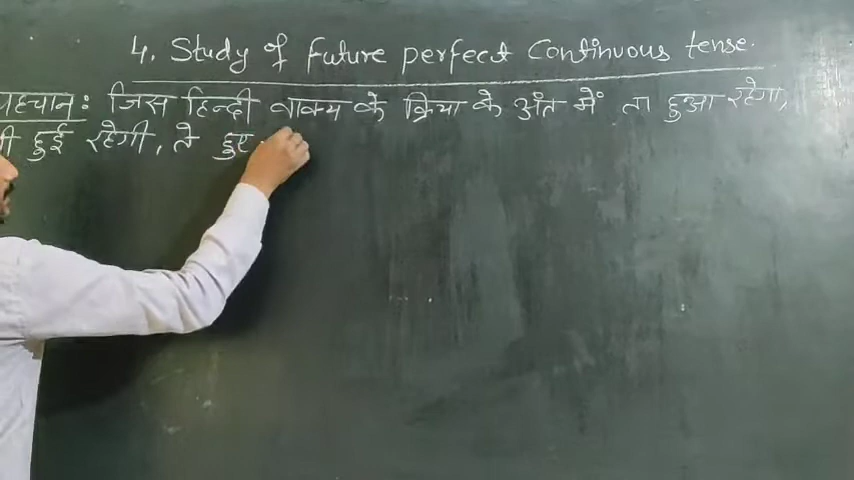 4. Study of Future perfect Continuous tense.
पहचान: जिस हिन्दी वाक्य के क्रिया के अंत में ता हुआ रहेगा,
ती हुई रहेगी, ते हुए